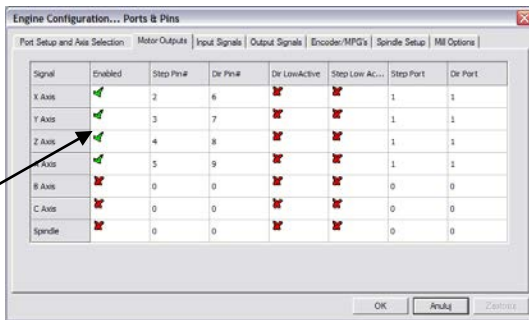 Engine Configuration... Ports & Pins
Port Setup and Axis Selection Motor Outputs Input Signals Output Signals Encoder/MPG's Spindle Setup Mill Options
Signal Enabled Step Pin# Dir Pin# Dir LowActive Step Low Ac... Step Port Dir Port
X Axis 2 6 1 1
Y Axis 3 7 1 1
Z Axis 4 8 1 1
A Axis 5 9 1 1
B Axis 0 0 0 0
C Axis 0 0 0 0
Spindle 0 0 0 0
OK Anuluj Zastosuj